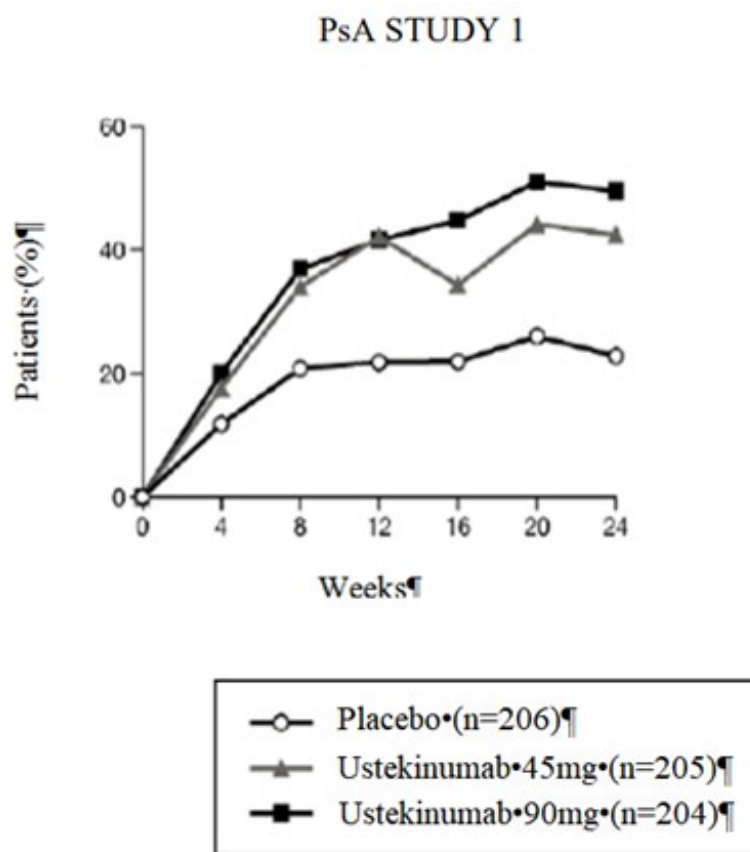 PsA STUDY 1
60
40
20
0
Patients·(%)¶
0 4 8 12 16 20 24
Weeks¶
Placebo•(n=206)¶
Ustekinumab•45mg•(n=205)¶
Ustekinumab•90mg•(n=204)¶